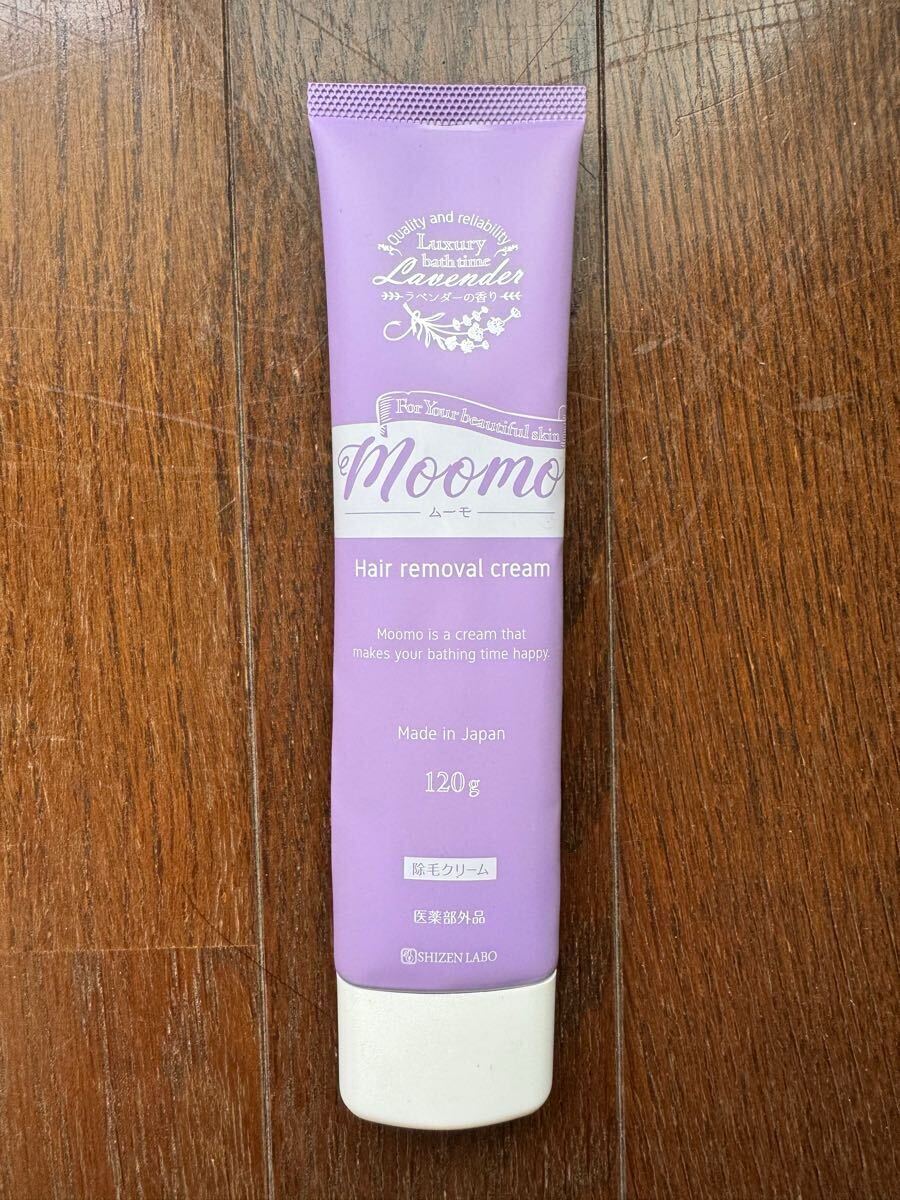 Quality and reliability
Luxury
bath time
Lavender
ラベンダーの香り
For Your beautiful skin
Moomo
ムーモ
Hair removal cream
Moomo is a cream that
makes your bathing time happy.
Made in Japan
120g
除毛クリーム
医薬部外品
SHIZEN LABO